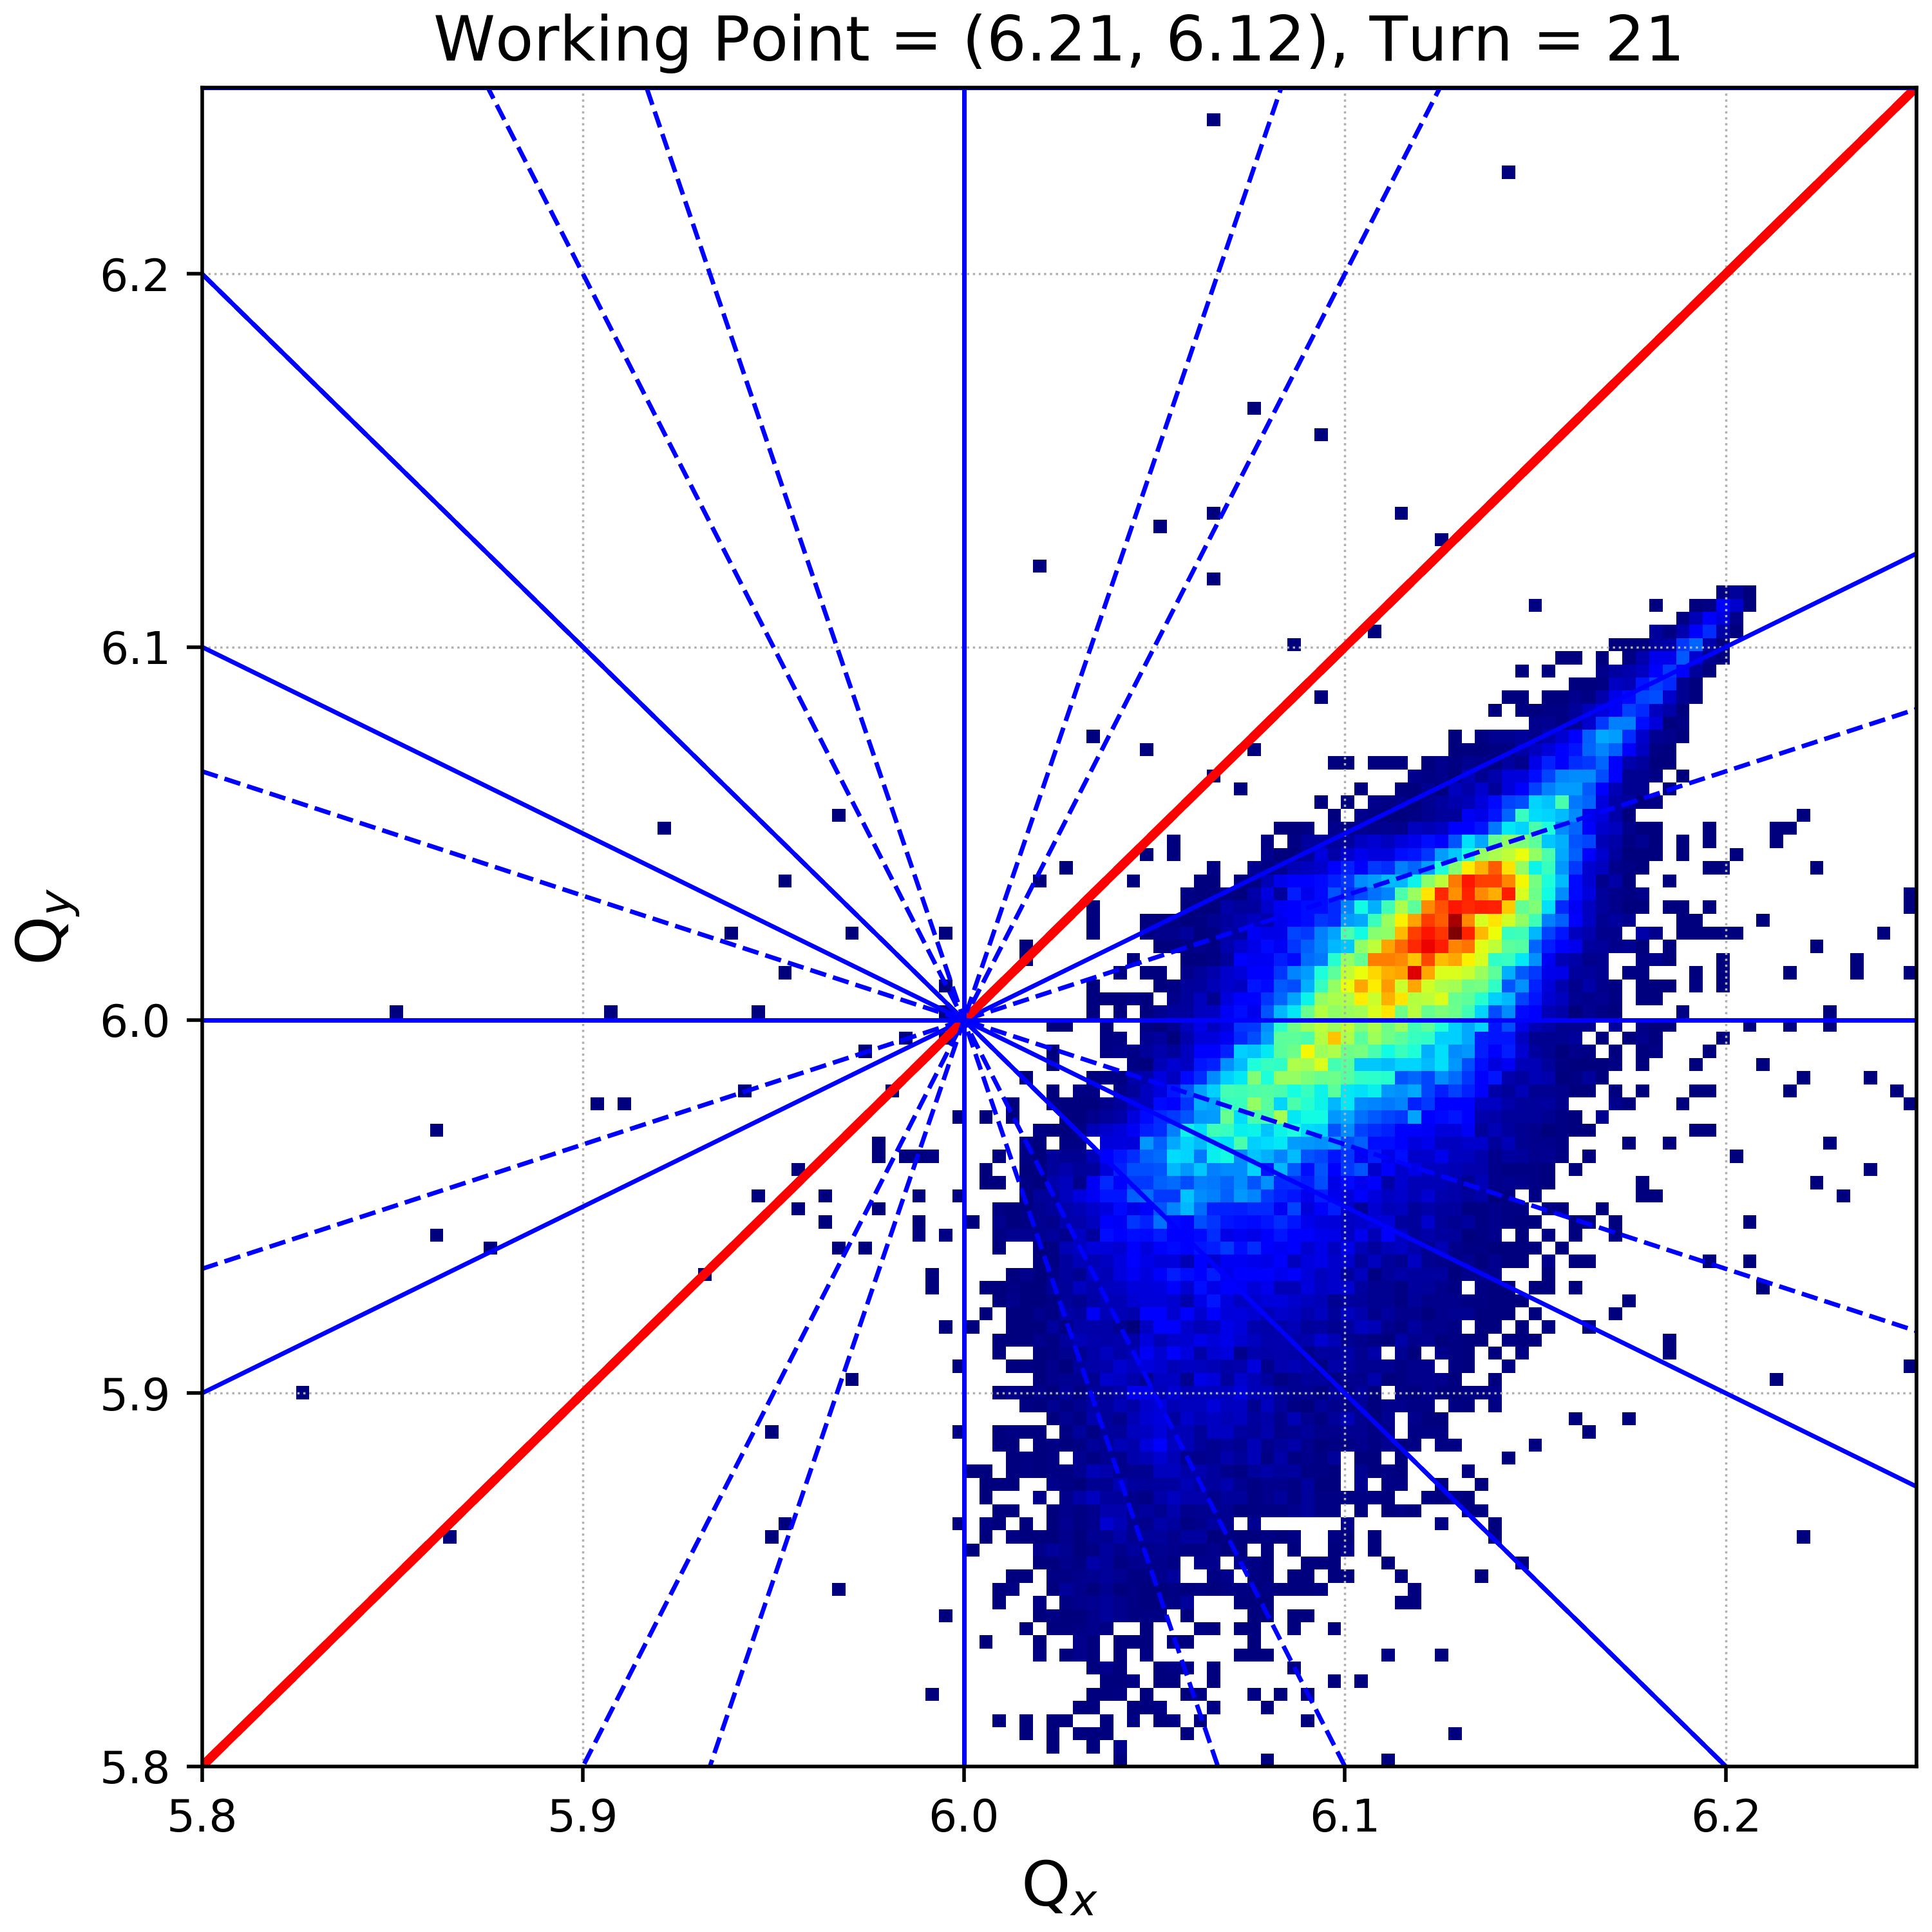 Working Point = (6.21, 6.12), Turn = 21
6.2
6.1
6.0
5.9
5.8
Qy
5.8 5.9 6.0 6.1 6.2
Qx